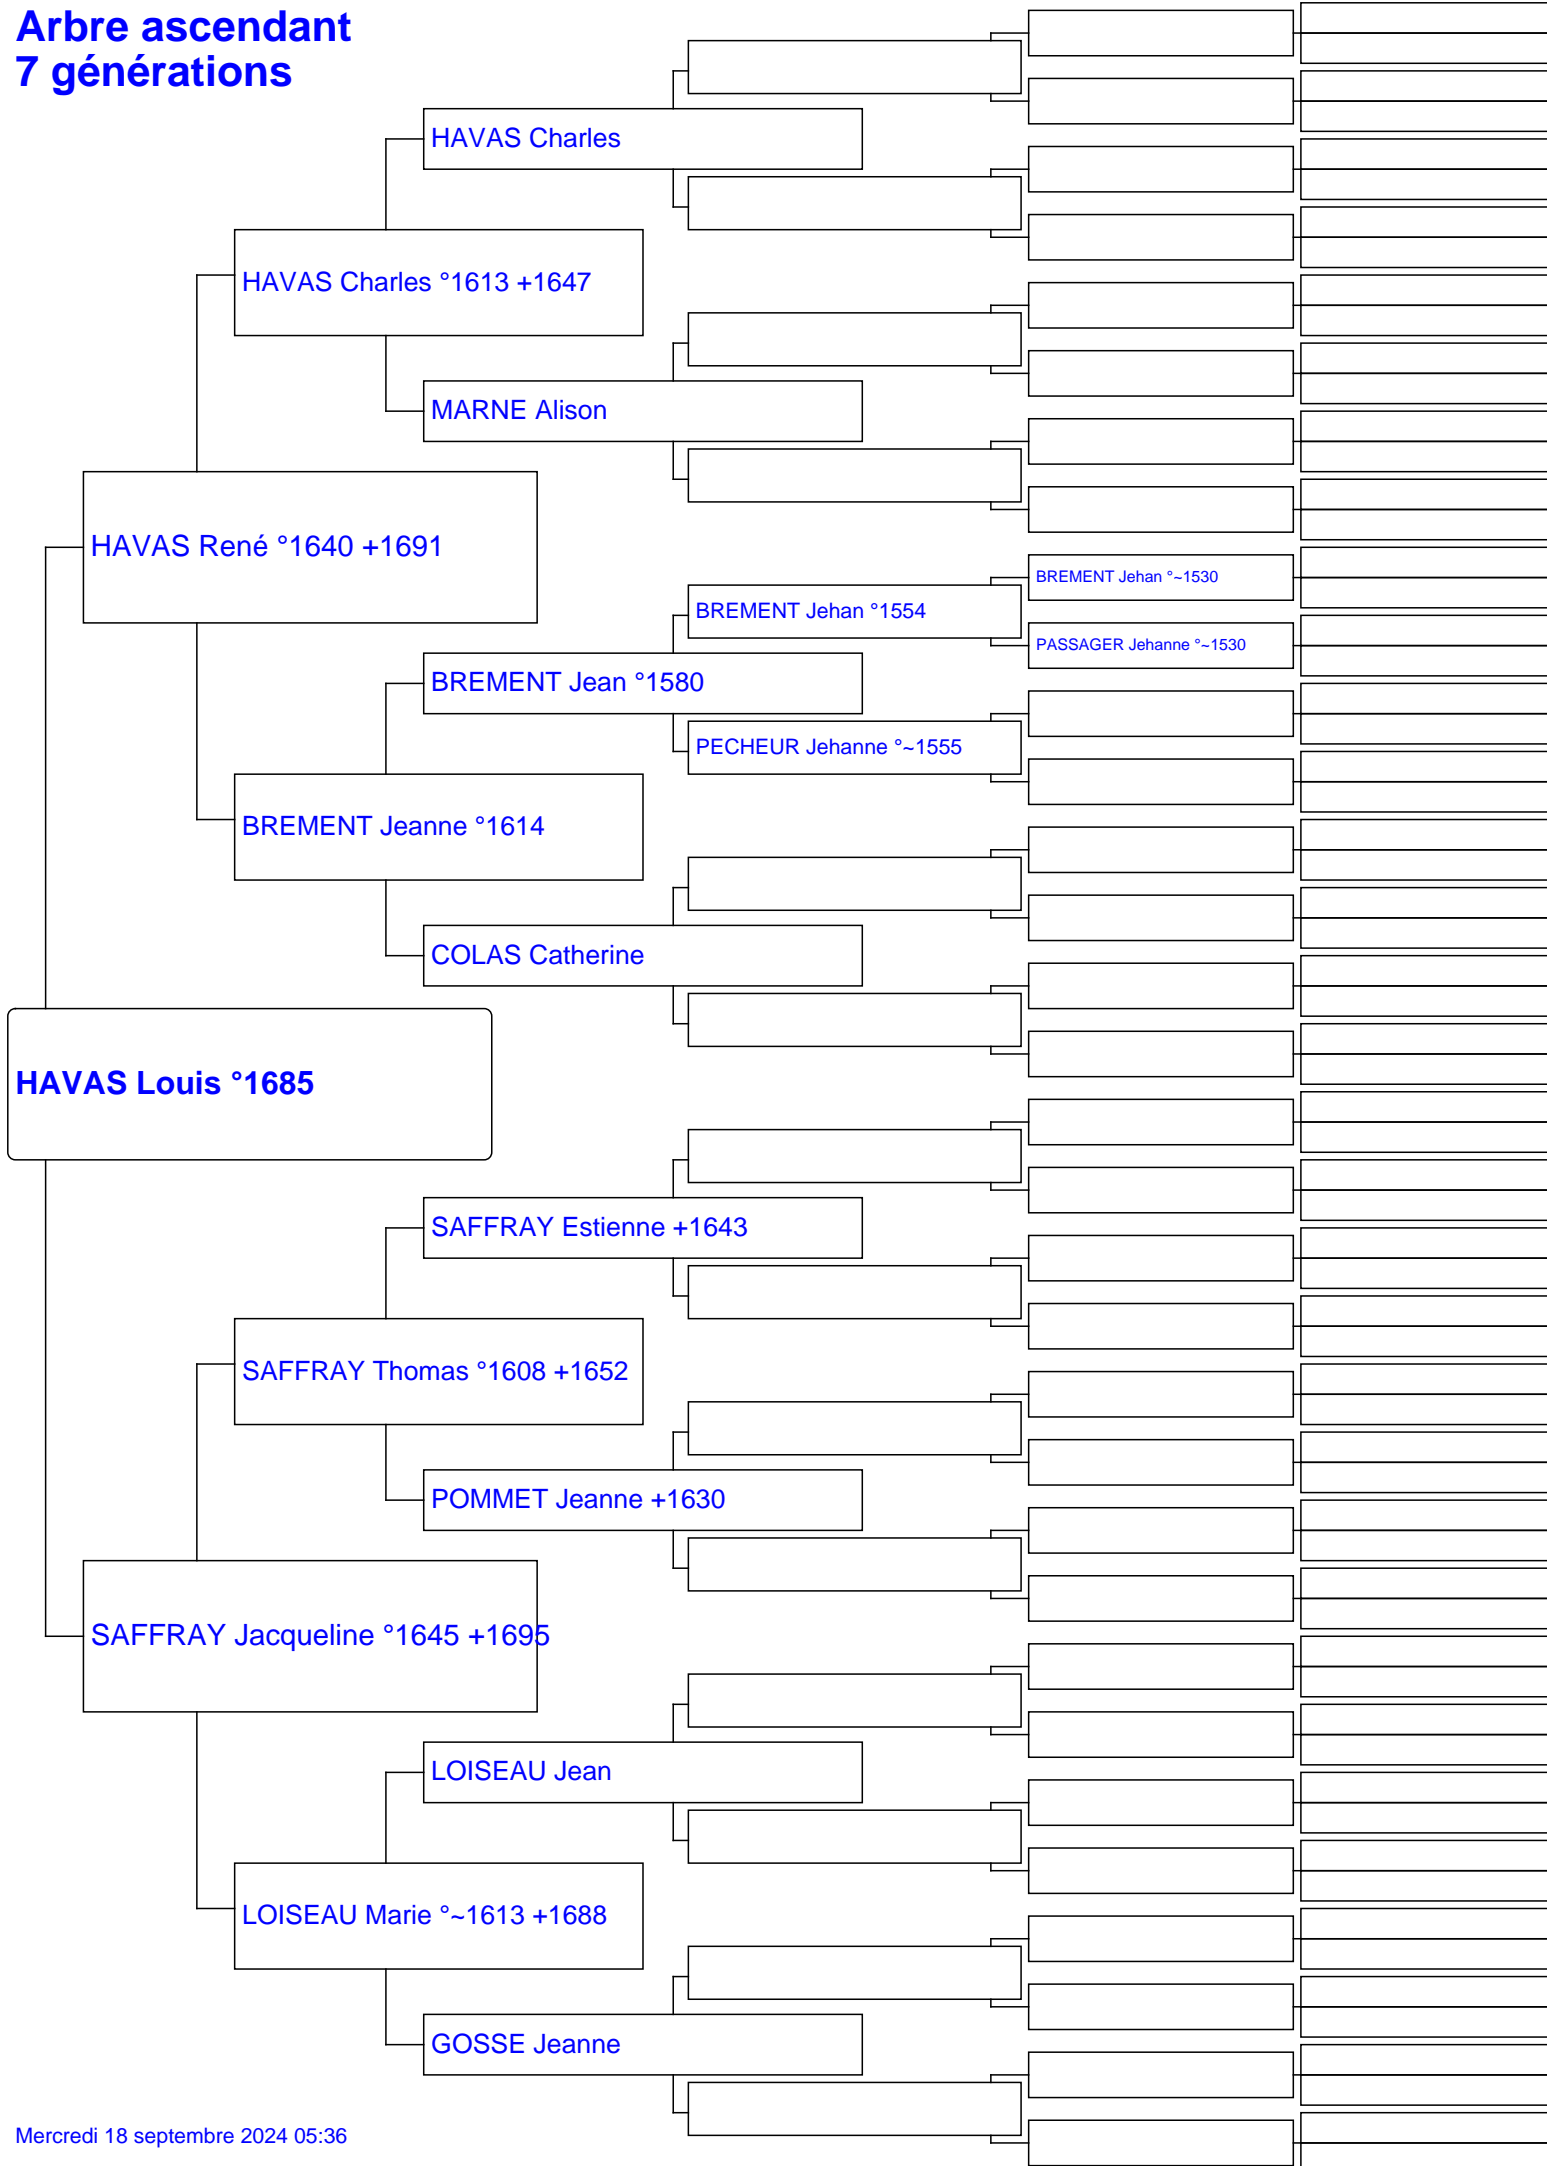 Arbre ascendant
7 générations
HAVAS Charles
HAVAS Charles °1613 +1647
MARNE Alison
HAVAS René °1640 +1691
BREMENT Jehan °~1530
BREMENT Jehan °1554
PASSAGER Jehanne °~1530
BREMENT Jean °1580
PECHEUR Jehanne °~1555
BREMENT Jeanne °1614
COLAS Catherine
HAVAS Louis °1685
SAFFRAY Estienne +1643
SAFFRAY Thomas °1608 +1652
POMMET Jeanne +1630
SAFFRAY Jacqueline °1645 +1695
LOISEAU Jean
LOISEAU Marie °~1613 +1688
GOSSE Jeanne
Mercredi 18 septembre 2024 05:36